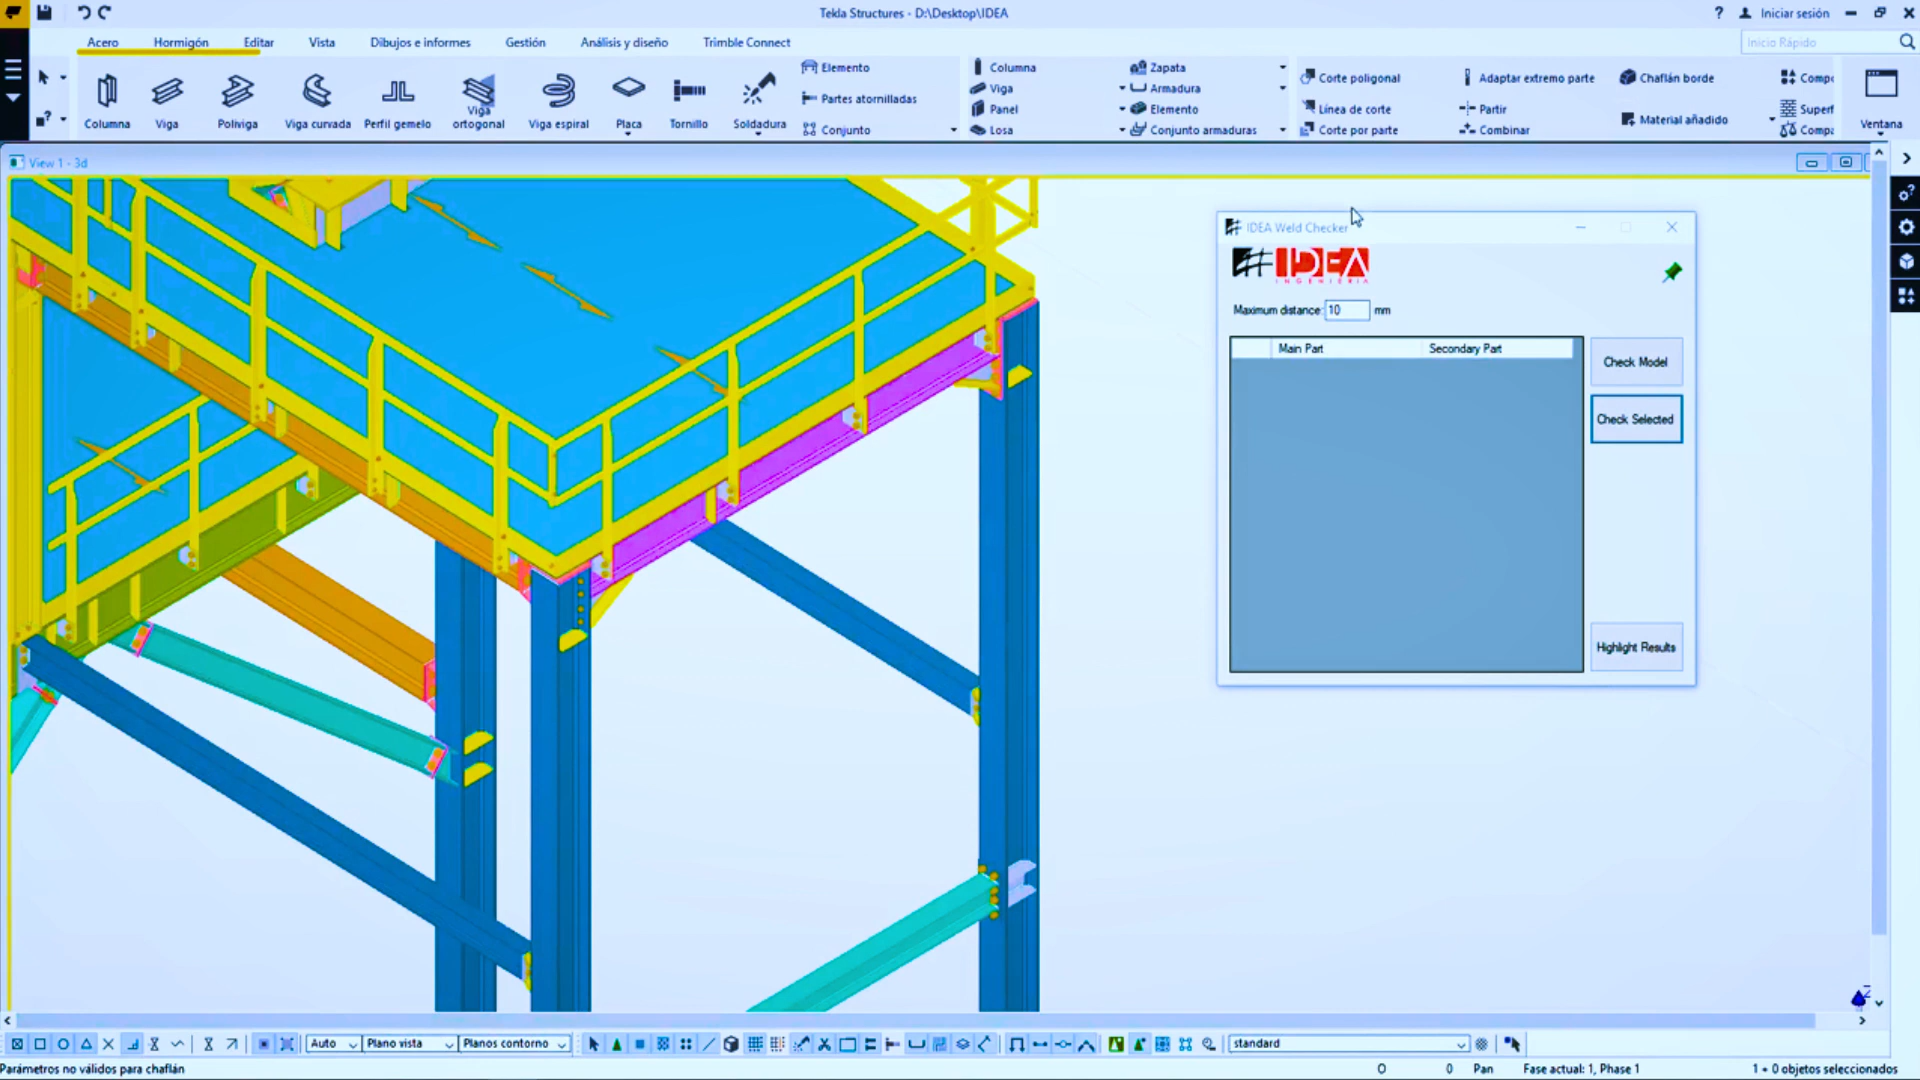 Tekla Structures - D:\Desktop\IDEA
? Iniciar sesión
Acero Hormigón Editar Vista Dibujos e informes Gestión Análisis y diseño Trimble Connect
Inicio Rápido
Columna
Viga
Poliviga
Viga curvada
Perfil gemelo
Viga
ortogonal
Viga espiral
Placa
Tornillo
Soldadura
Elemento
Partes atornilladas
Conjunto
Columna
Viga
Panel
Losa
Zapata
Armadura
Elemento
Conjunto armaduras
Corte poligonal
Línea de corte
Corte por parte
Adaptar extremo parte
Partir
Combinar
Chaflán borde
Material añadido
Compo
Superf
Compa
Ventana
View 1 - 3d
IDEA Weld Checker
IDEA
INGENIERIA
Maximum distance: 10 mm
Main Part Secondary Part
Check Model
Check Selected
Highlight Results
Z
Auto Plano vista Planos contorno standard
Parámetros no válidos para chaflán
O 0 Pan Fase actual: 1, Phase 1 1 + 0 objetos seleccionados